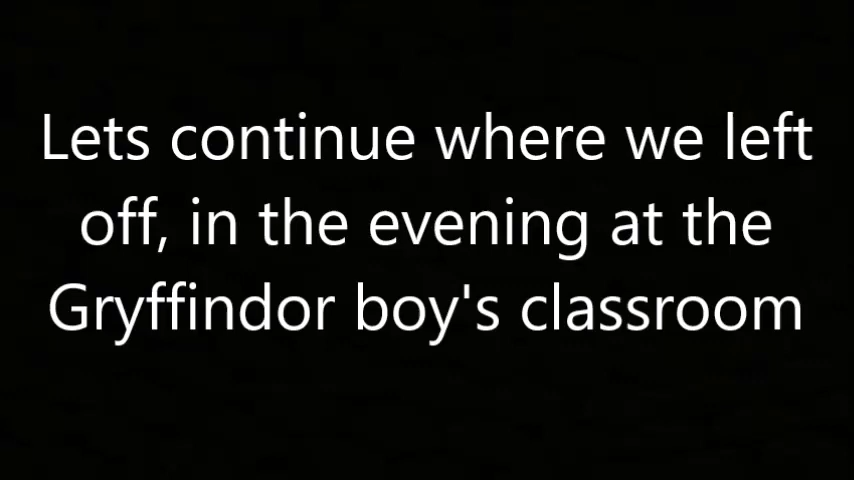 Lets continue where we left
off, in the evening at the
Gryffindor boy's classroom